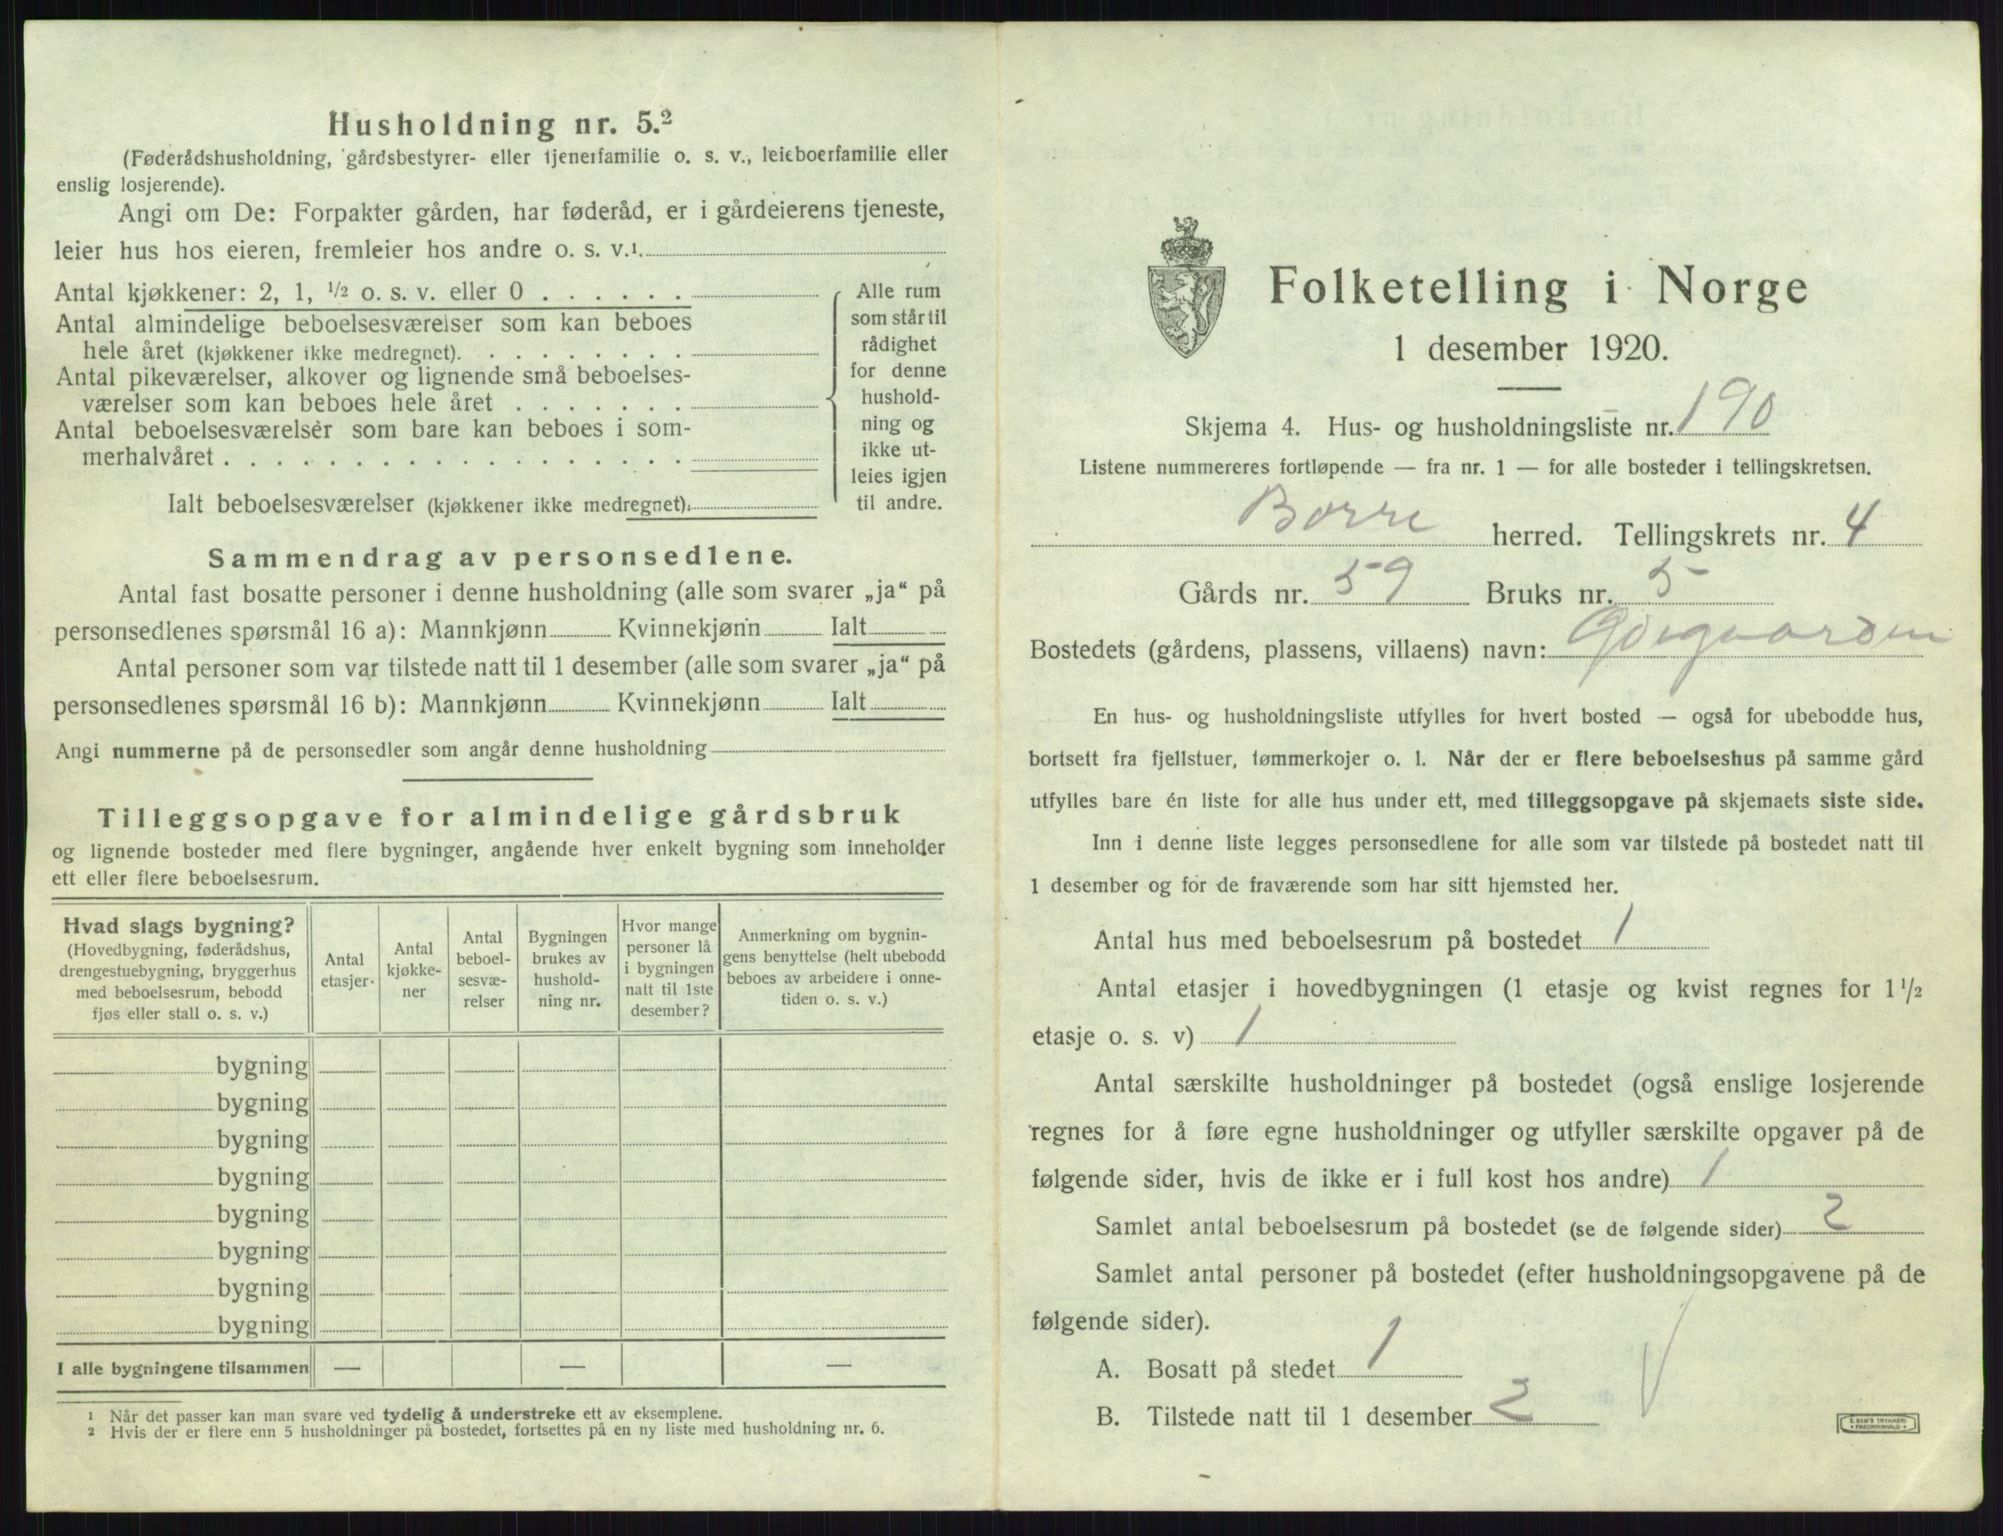 Husholdning nr. 5.²
(Føderådshusholdning, gårdsbestyrer- eller tjenerfamilie o. s. v., leieboerfamilie eller
enslig losjerende).
Angi om De: Forpakter gården, har føderåd, er i gårdeierens tjeneste,
leier hus hos eieren, fremleier hos andre o. s. v.¹.
Antal kjøkkener: 2, 1, ½ o. s. v. eller 0 . . . . . .
Antal almindelige beboelsesværelser som kan beboes
hele året (kjøkkener ikke medregnet). . . . . . . . .
Antal pikeværelser, alkover og lignende små beboelses-
værelser som kan beboes hele året . . . . . . .
Antal beboelsesværelser som bare kan beboes i som-
merhalvåret . . . . . . . . . . . . . . . . . .
Ialt beboelsesværelser (kjøkkener ikke medregnet):
Alle rum
som står til
rådighet
for denne
hushold-
ning og
ikke ut-
leies igjen
til andre.
Sammendrag av personsedlene.
Antal fast bosatte personer i denne husholdning (alle som svarer „ja“ på
personsedlenes spørsmål 16 a): Mannkjønn Kvinnekjønn Ialt
Antal personer som var tilstede natt til 1 desember (alle som svarer „ja“ på
personsedlenes spørsmål 16 b): Mannkjønn Kvinnekjønn Ialt
Angi nummerne på de personsedler som angår denne husholdning
Tilleggsopgave for almindelige gårdsbruk
og lignende bosteder med flere bygninger, angående hver enkelt bygning som inneholder
ett eller flere beboelsesrum.
Hvad slags bygning?
(Hovedbygning, føderådshus,
drengestuebygning, bryggerhus
med beboelsesrum, bebodd
fjøs eller stall o. s. v.)
Antal
etasjer
Antal
kjøkke-
ner
Antal
beboel-
sesvæ-
relser
Bygningen
brukes av
hushold-
ning nr.
Hvor mange
personer lå
i bygningen
natt til 1ste
desember?
Anmerkning om bygnin-
gens benyttelse (helt ubebodd
beboes av arbeidere i onne-
tiden o. s. v.)
bygning
bygning
bygning
bygning
bygning
bygning
bygning
bygning
I alle bygningene tilsammen — — —
1 Når det passer kan man svare ved tydelig å understreke ett av eksemplene.
2 Hvis der er flere enn 5 husholdninger på bostedet, fortsettes på en ny liste med husholdning nr. 6.
Folketelling i Norge
1 desember 1920.
Skjema 4. Hus- og husholdningsliste nr. 190
Listene nummereres fortløpende — fra nr. 1 — for alle bosteder i tellingskretsen.
Borre herred. Tellingskrets nr. 4
Gårds nr. 59 Bruks nr. 5
Bostedets (gårdens, plassens, villaens) navn:
En hus- og husholdningsliste utfylles for hvert bosted — også for ubebodde hus,
bortsett fra fjellstuer, tømmerkojer o. l. Når der er flere beboelseshus på samme gård
utfylles bare én liste for alle hus under ett, med tilleggsopgave på skjemaets siste side.
Inn i denne liste legges personsedlene for alle som var tilstede på bostedet natt til
1 desember og for de fraværende som har sitt hjemsted her.
Antal hus med beboelsesrum på bostedet 1
Antal etasjer i hovedbygningen (1 etasje og kvist regnes for 1½
etasje o. s. v) 1
Antal særskilte husholdninger på bostedet (også enslige losjerende
regnes for å føre egne husholdninger og utfyller særskilte opgaver på de
følgende sider, hvis de ikke er i full kost hos andre) 1
Samlet antal beboelsesrum på bostedet (se de følgende sider) 2
Samlet antal personer på bostedet (efter husholdningsopgavene på de
følgende sider).
A. Bosatt på stedet 1
B. Tilstede natt til 1 desember 2